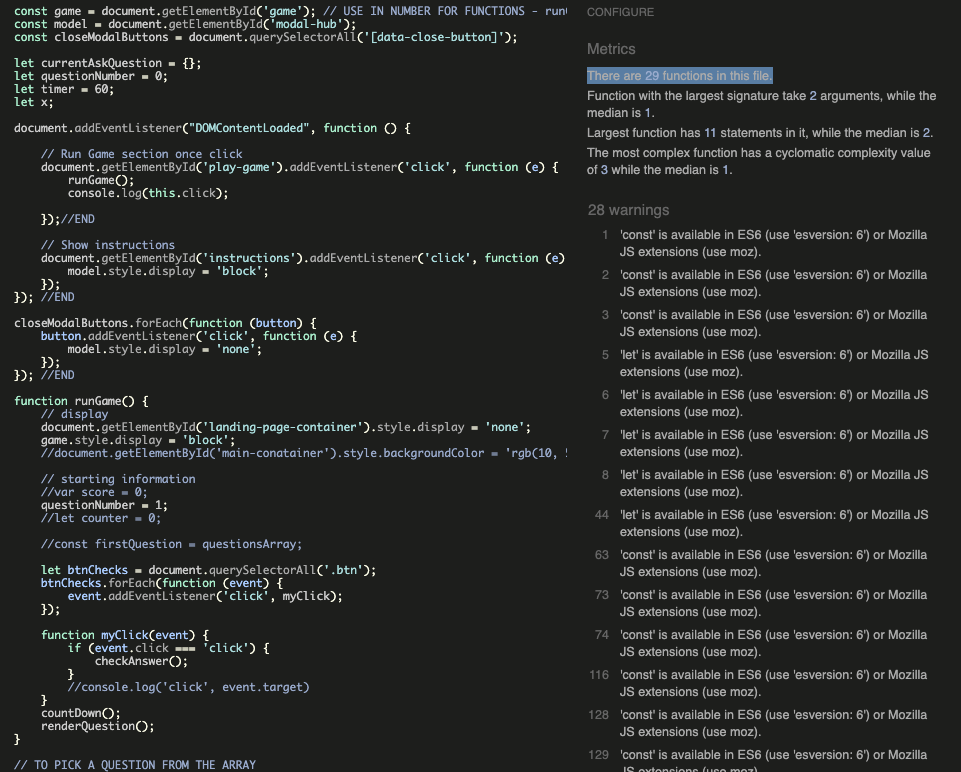 const game = document.getElementById('game'); // USE IN NUMBER FOR FUNCTIONS - run
const model = document.getElementById('modal-hub');
const closeModalButtons = document.querySelectorAll('[data-close-button]');
let currentAskQuestion = {};
let questionNumber = 0;
let timer = 60;
let x;
document.addEventListener("DOMContentLoaded", function () {
// Run Game section once click
document.getElementById('play-game').addEventListener('click', function (e) {
runGame();
console.log(this.click);
});//END
// Show instructions
document.getElementById('instructions').addEventListener('click', function (e)
model.style.display = 'block';
});
}); //END
closeModalButtons.forEach(function (button) {
button.addEventListener('click', function (e) {
model.style.display = 'none';
});
}); //END
function runGame() {
// display
document.getElementById('landing-page-container').style.display = 'none';
game.style.display = 'block';
//document.getElementById('main-conatainer').style.backgroundColor = 'rgb(10,
// starting information
//var score = 0;
questionNumber = 1;
//let counter = 0;
//const firstQuestion = questionsArray;
let btnChecks = document.querySelectorAll('.btn');
btnChecks.forEach(function (event) {
event.addEventListener('click', myClick);
});
function myClick(event) {
if (event.click === 'click') {
checkAnswer();
}
//console.log('click', event.target)
}
countDown();
renderQuestion();
}
// TO PICK A QUESTION FROM THE ARRAY
CONFIGURE
Metrics
There are 29 functions in this file.
Function with the largest signature take 2 arguments, while the
median is 1.
Largest function has 11 statements in it, while the median is 2.
The most complex function has a cyclomatic complexity value
of 3 while the median is 1.
28 warnings
1 'const' is available in ES6 (use 'esversion: 6') or Mozilla
JS extensions (use moz).
2 'const' is available in ES6 (use 'esversion: 6') or Mozilla
JS extensions (use moz).
3 'const' is available in ES6 (use 'esversion: 6') or Mozilla
JS extensions (use moz).
5 'let' is available in ES6 (use 'esversion: 6') or Mozilla JS
extensions (use moz).
6 'let' is available in ES6 (use 'esversion: 6') or Mozilla JS
extensions (use moz).
7 'let' is available in ES6 (use 'esversion: 6') or Mozilla JS
extensions (use moz).
8 'let' is available in ES6 (use 'esversion: 6') or Mozilla JS
extensions (use moz).
44 'let' is available in ES6 (use 'esversion: 6') or Mozilla JS
extensions (use moz).
63 'const' is available in ES6 (use 'esversion: 6') or Mozilla
JS extensions (use moz).
73 'const' is available in ES6 (use 'esversion: 6') or Mozilla
JS extensions (use moz).
74 'const' is available in ES6 (use 'esversion: 6') or Mozilla
JS extensions (use moz).
116 'const' is available in ES6 (use 'esversion: 6') or Mozilla
JS extensions (use moz).
128 'const' is available in ES6 (use 'esversion: 6') or Mozilla
JS extensions (use moz).
129 'const' is available in ES6 (use 'esversion: 6') or Mozilla
JS extensions (use moz).